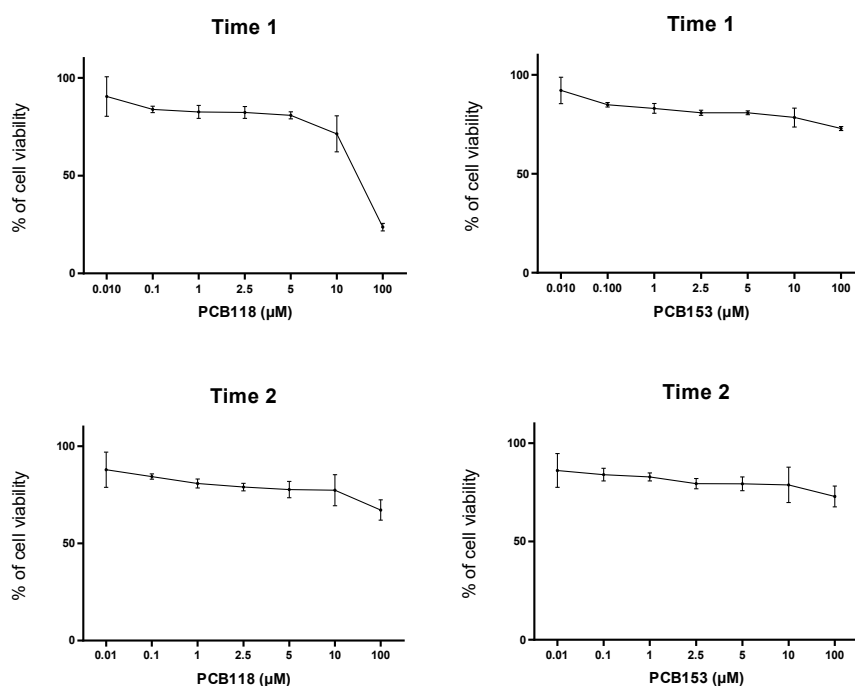 Time 1
% of cell viability
100
50
0
0.010 0.1 1 2.5 5 10 100
PCB118 (µM)
Time 1
% of cell viability
100
50
0
0.010 0.100 1 2.5 5 10 100
PCB153 (µM)
Time 2
% of cell viability
100
50
0
0.01 0.1 1 2.5 5 10 100
PCB118 (µM)
Time 2
% of cell viability
100
50
0
0.01 0.1 1 2.5 5 10 100
PCB153 (µM)